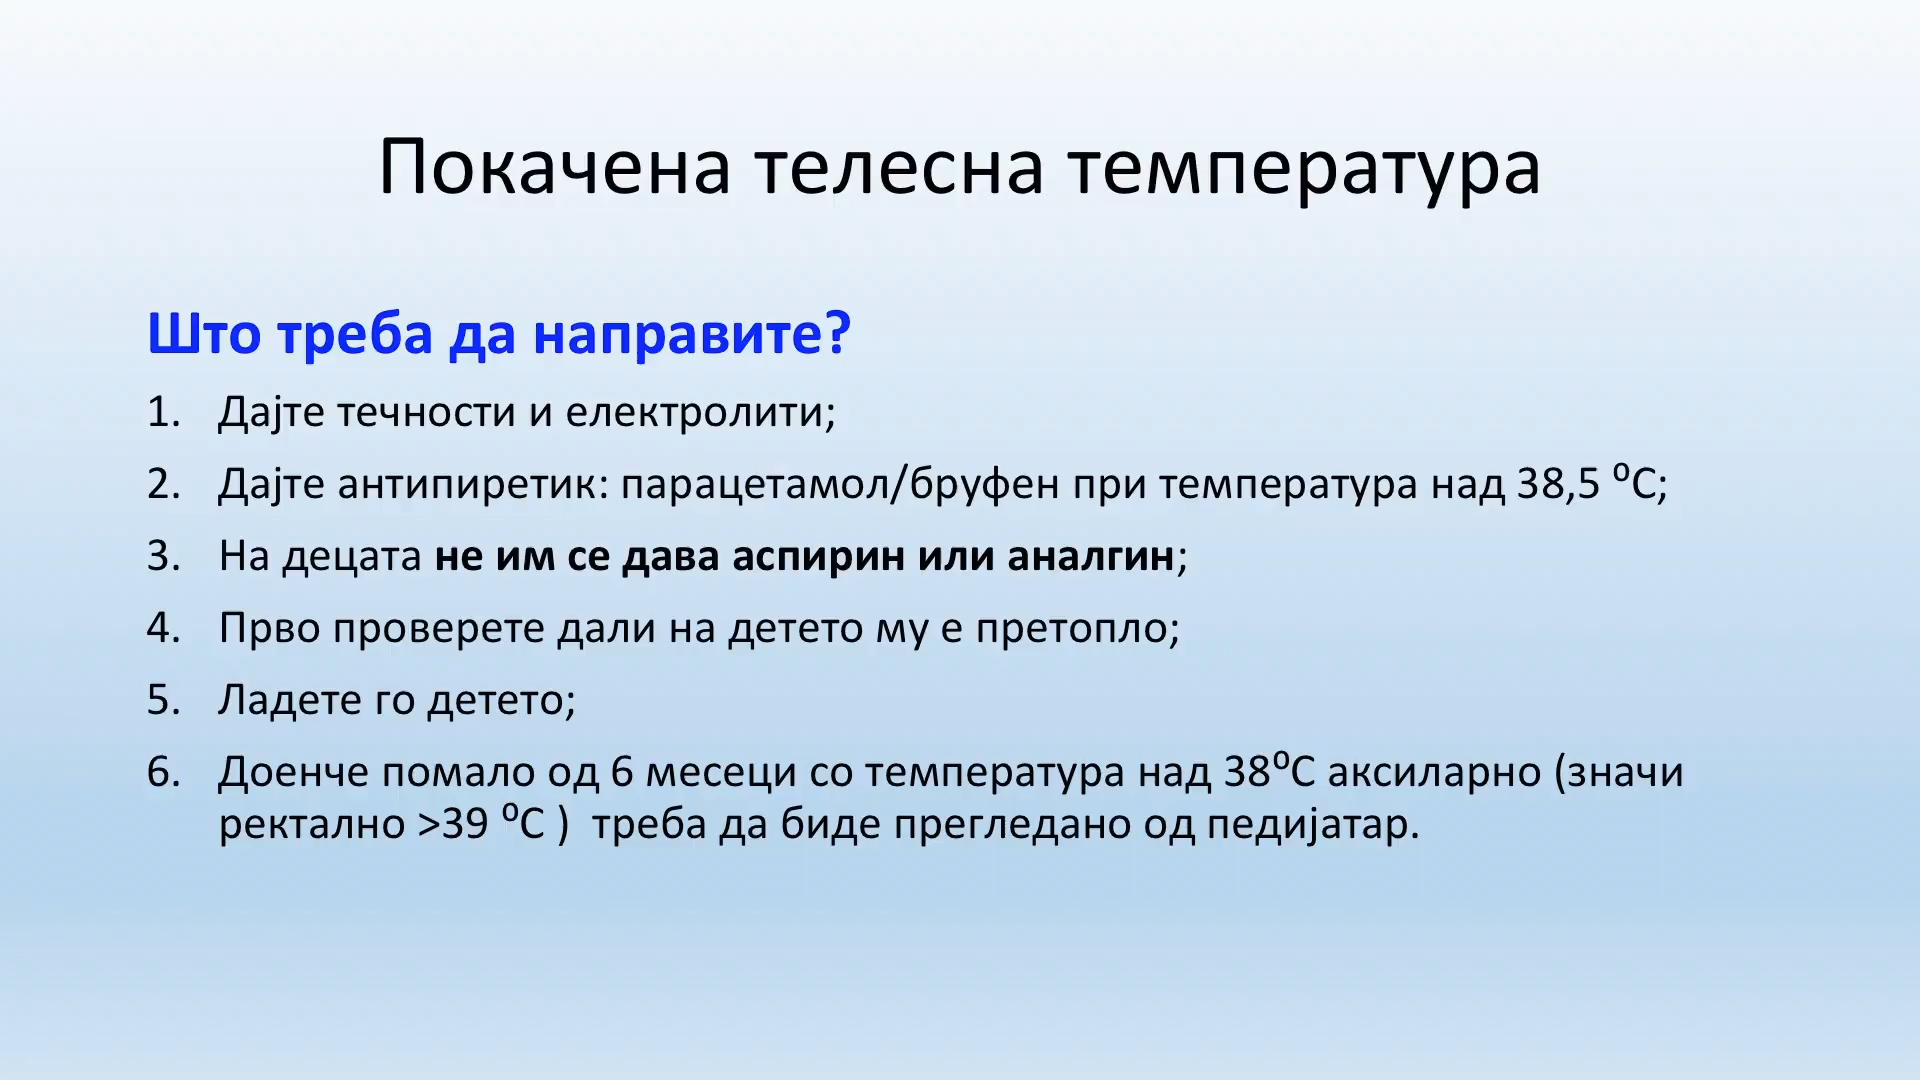 Покачена телесна температура
Што треба да направите?
1. Дајте течности и електролити;
2. Дајте антипиретик: парацетамол/бруфен при температура над 38,5 ⁰С;
3. На децата не им се дава аспирин или аналгин;
4. Прво проверете дали на детето му е претопло;
5. Ладете го детето;
6. Доенче помало од 6 месеци со температура над 38⁰С аксиларно (значи
ректално >39 ⁰С ) треба да биде прегледано од педијатар.